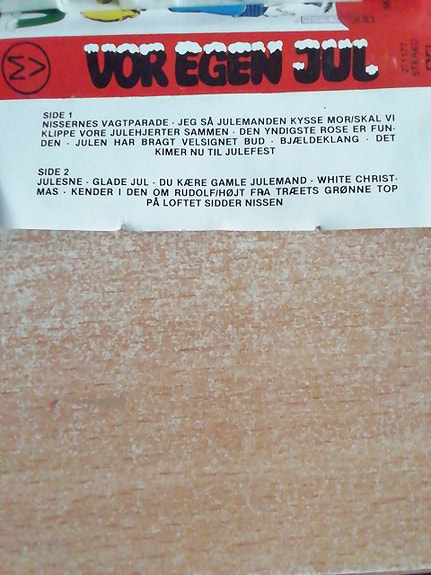 MV
VOR EGEN JUL
271177
STEREO
SIDE 1
NISSERNES VAGTPARADE · JEG SÅ JULEMANDEN KYSSE MOR/SKAL VI
KLIPPE VORE JULEHJERTER SAMMEN · DEN YNDIGSTE ROSE ER FUN-
DEN · JULEN HAR BRAGT VELSIGNET BUD · BJÆLDEKLANG · DET
KIMER NU TIL JULEFEST
SIDE 2
JULESNE · GLADE JUL · DU KÆRE GAMLE JULEMAND · WHITE CHRIST-
MAS · KENDER I DEN OM RUDOLF/HØJT FRA TRÆETS GRØNNE TOP
PÅ LOFTET SIDDER NISSEN